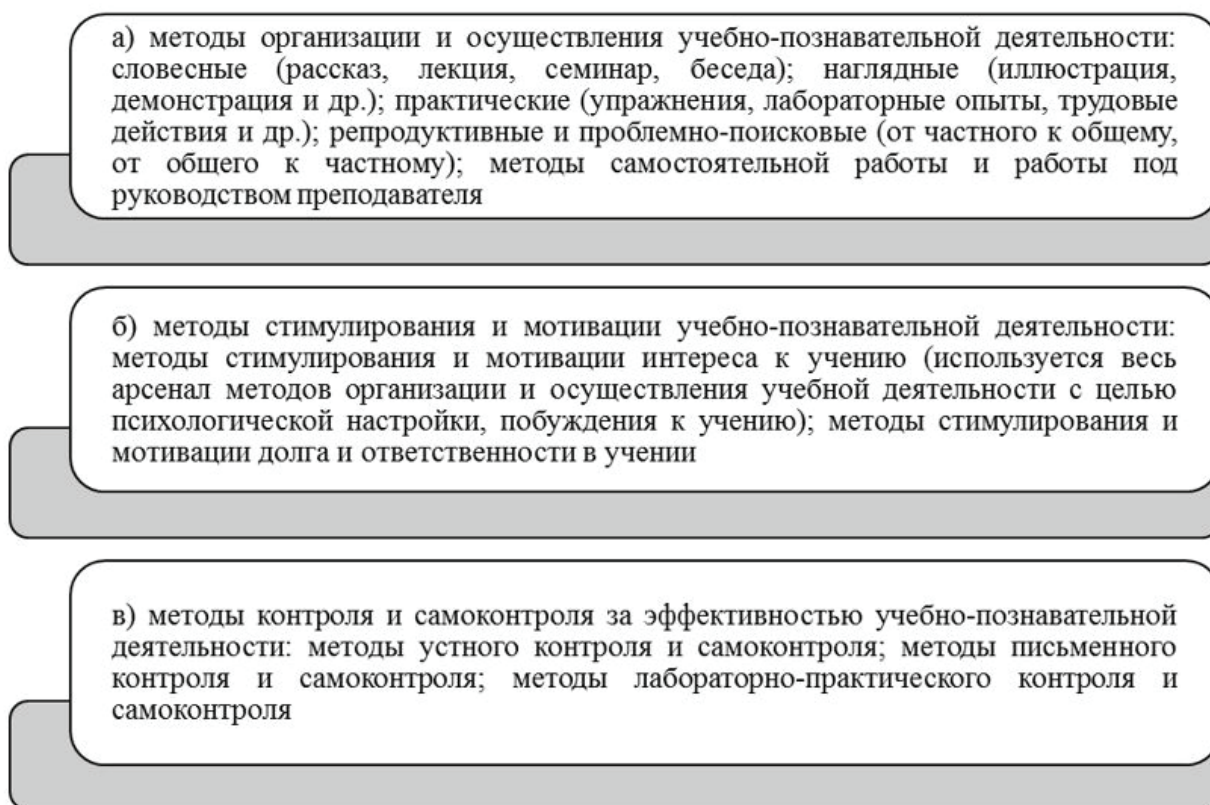 а) методы организации и осуществления учебно-познавательной деятельности:
словесные (рассказ, лекция, семинар, беседа); наглядные (иллюстрация,
демонстрация и др.); практические (упражнения, лабораторные опыты, трудовые
действия и др.); репродуктивные и проблемно-поисковые (от частного к общему,
от общего к частному); методы самостоятельной работы и работы под
руководством преподавателя
б) методы стимулирования и мотивации учебно-познавательной деятельности:
методы стимулирования и мотивации интереса к учению (используется весь
арсенал методов организации и осуществления учебной деятельности с целью
психологической настройки, побуждения к учению); методы стимулирования и
мотивации долга и ответственности в учении
в) методы контроля и самоконтроля за эффективностью учебно-познавательной
деятельности: методы устного контроля и самоконтроля; методы письменного
контроля и самоконтроля; методы лабораторно-практического контроля и
самоконтроля